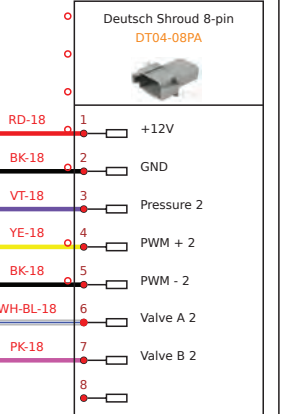 Deutsch Shroud 8-pin
DT04-08PA
RD-18 1 +12V
BK-18 2 GND
VT-18 3 Pressure 2
YE-18 4 PWM + 2
BK-18 5 PWM - 2
WH-BL-18 6 Valve A 2
PK-18 7 Valve B 2
8